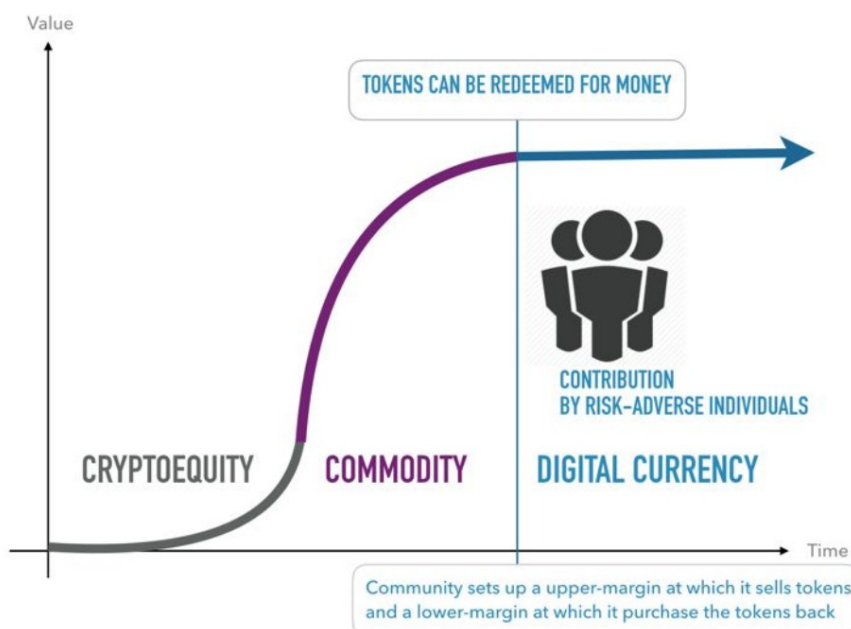 Value
TOKENS CAN BE REDEEMED FOR MONEY
CONTRIBUTION
BY RISK-ADVERSE INDIVIDUALS
CRYPTOEQUITY
COMMODITY
DIGITAL CURRENCY
Time
Community sets up a upper-margin at which it sells tokens
and a lower-margin at which it purchase the tokens back